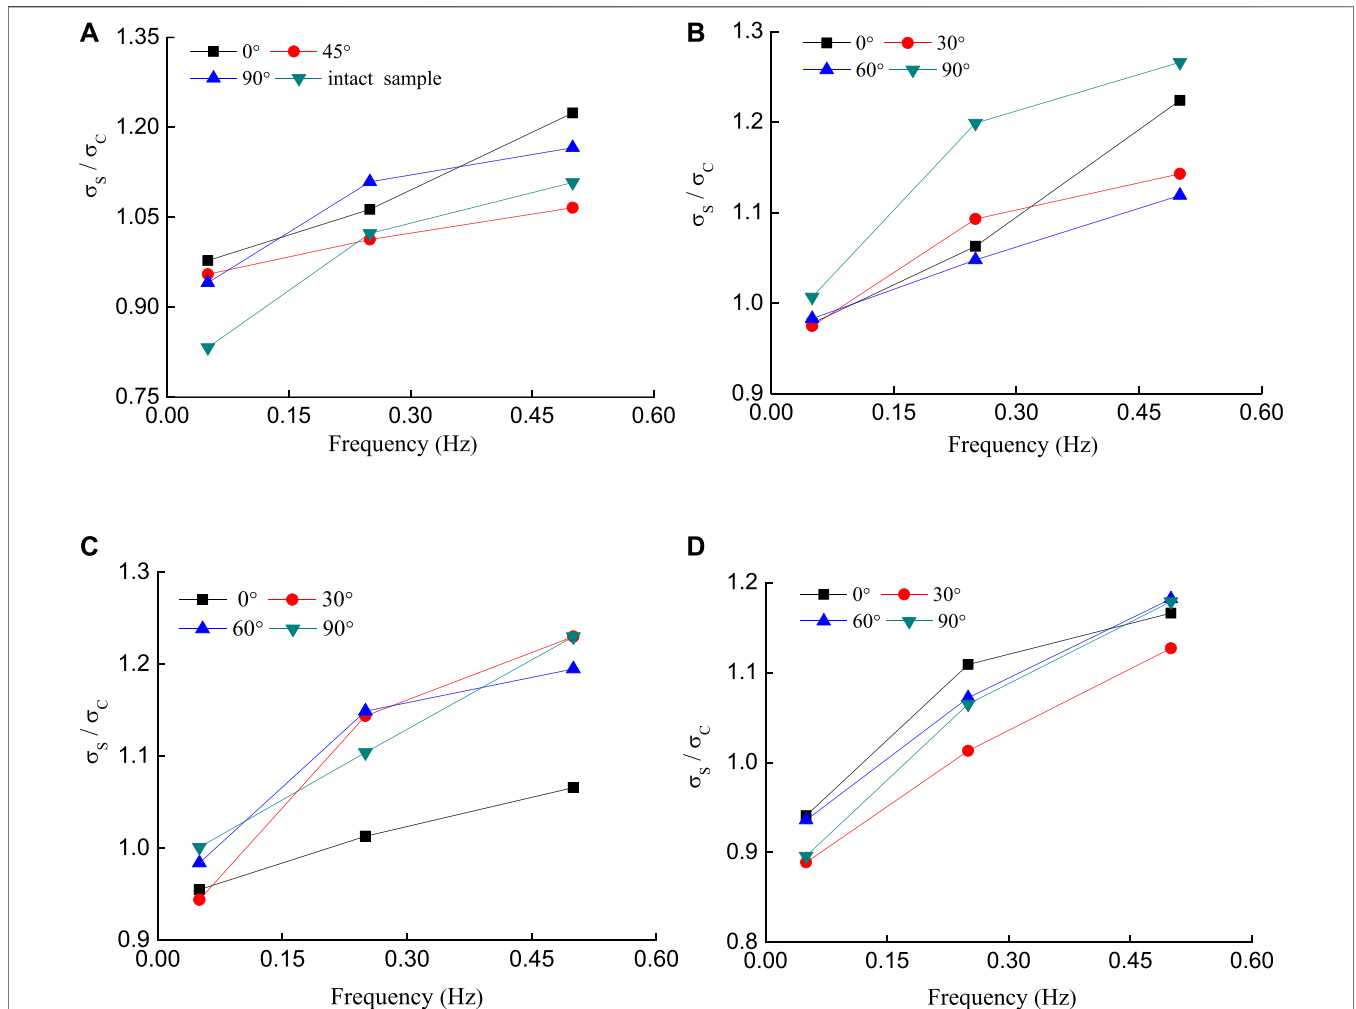 A
1.35
1.20
1.05
0.90
0.75
σS / σC
0° 45°
90° intact sample
0.00 0.15 0.30 0.45 0.60
Frequency (Hz)
B
1.3
1.2
1.1
1.0
0.9
σS / σC
0° 30°
60° 90°
0.00 0.15 0.30 0.45 0.60
Frequency (Hz)
C
1.3
1.2
1.1
1.0
0.9
σS / σC
0° 30°
60° 90°
0.00 0.15 0.30 0.45 0.60
Frequency (Hz)
D
1.2
1.1
1.0
0.9
0.8
σS / σC
0° 30°
60° 90°
0.00 0.15 0.30 0.45 0.60
Frequency (Hz)